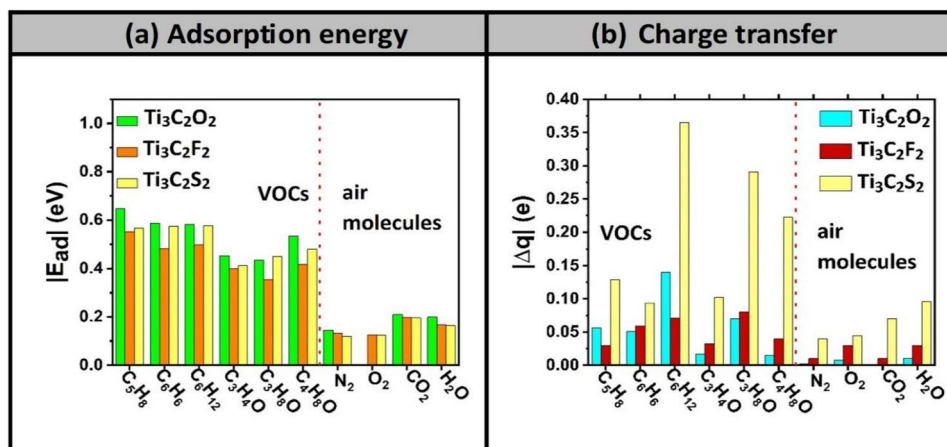 (a) Adsorption energy
(b) Charge transfer
|E_ad| (eV)
1.0
0.8
0.6
0.4
0.2
0.0
Ti₃C₂O₂
Ti₃C₂F₂
Ti₃C₂S₂
VOCs
air
molecules
C₅H₈
C₆H₆
C₆H₁₂
C₃H₄O
C₃H₈O
C₄H₈O
N₂
O₂
CO₂
H₂O
|Δq| (e)
0.40
0.35
0.30
0.25
0.20
0.15
0.10
0.05
0.00
Ti₃C₂O₂
Ti₃C₂F₂
Ti₃C₂S₂
VOCs
air
molecules
C₅H₈
C₆H₆
C₆H₁₂
C₃H₄O
C₃H₈O
C₄H₈O
N₂
O₂
CO₂
H₂O